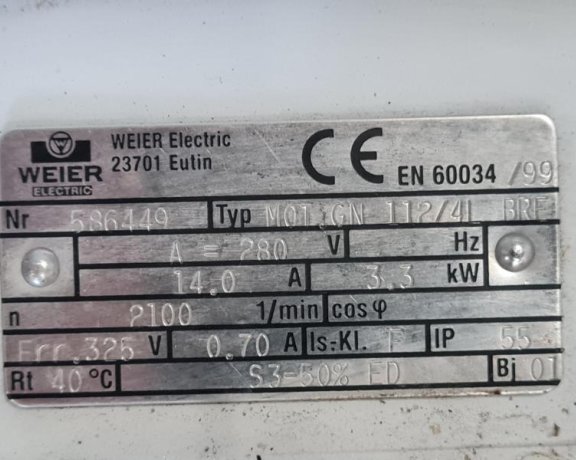 WEIER ELECTRIC
WEIER Electric
23701 Eutin
CE EN 60034 /99
Nr 586449 Typ MOT.GN 112/4L BRE
A = 280 V Hz
14.0 A 3.3 kW
n 2100 1/min cos φ
Err.325 V 0.70 A Is.-Kl. F IP 55
Rt 40 °C S3-50% ED Bj 01